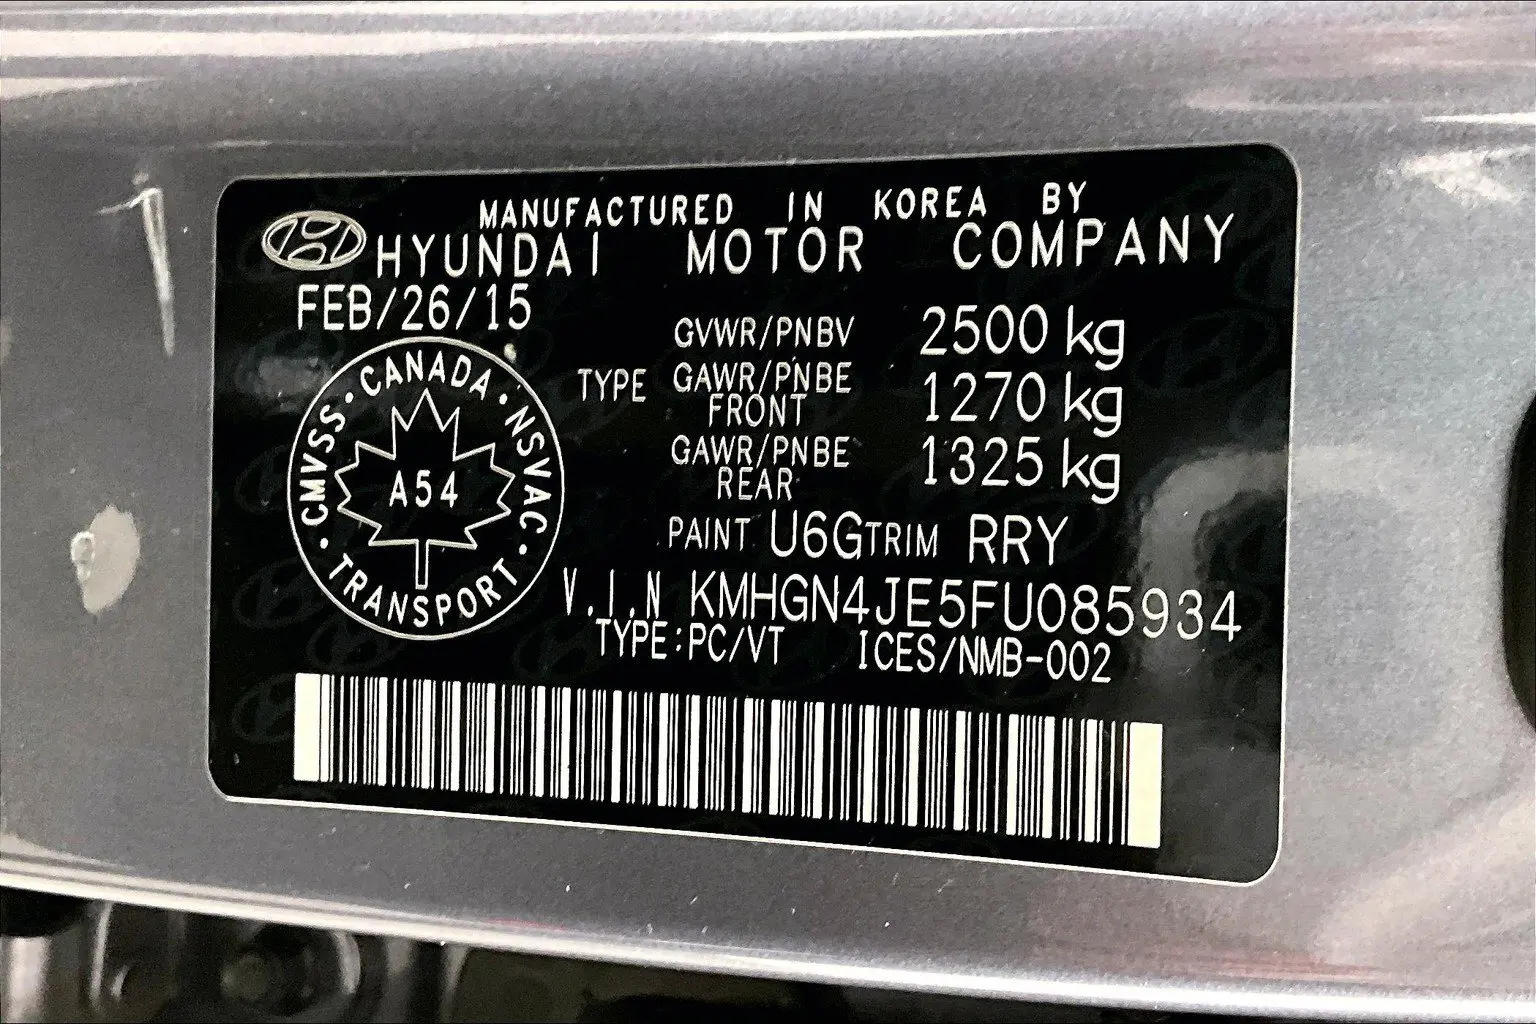 MANUFACTURED IN KOREA BY
HYUNDAI MOTOR COMPANY
FEB/26/15
GVWR/PNBV 2500 kg
TYPE GAWR/PNBE FRONT 1270 kg
GAWR/PNBE REAR 1325 kg
CMVSS · CANADA · NSVAC · TRANSPORT
A54
PAINT U6G TRIM RRY
V.I.N KMHGN4JE5FU085934
TYPE:PC/VT ICES/NMB-002